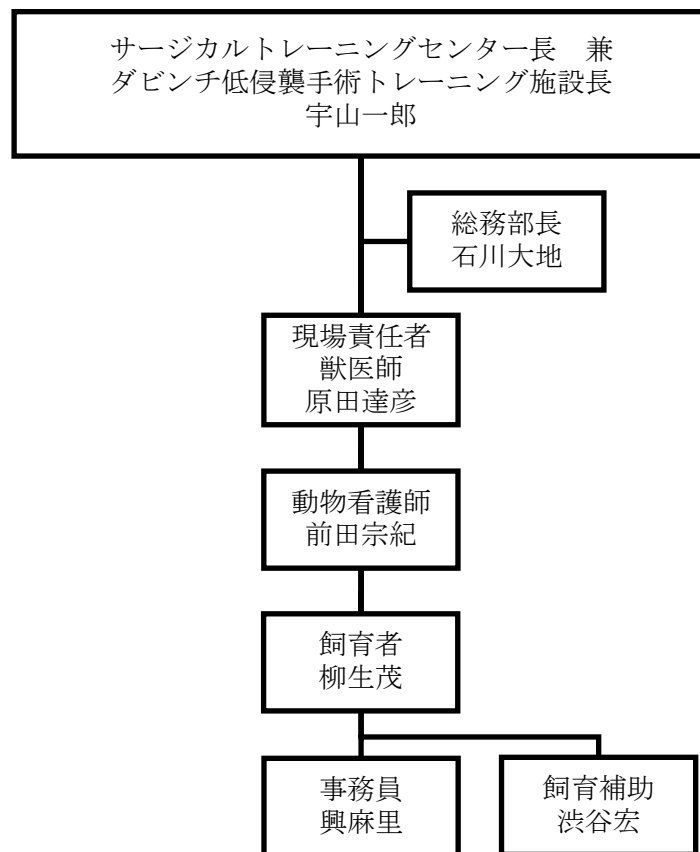 サージカルトレーニングセンター長　兼
ダビンチ低侵襲手術トレーニング施設長
宇山一郎
総務部長
石川大地
現場責任者
獣医師
原田達彦
動物看護師
前田宗紀
飼育者
柳生茂
事務員
興麻里
飼育補助
渋谷宏